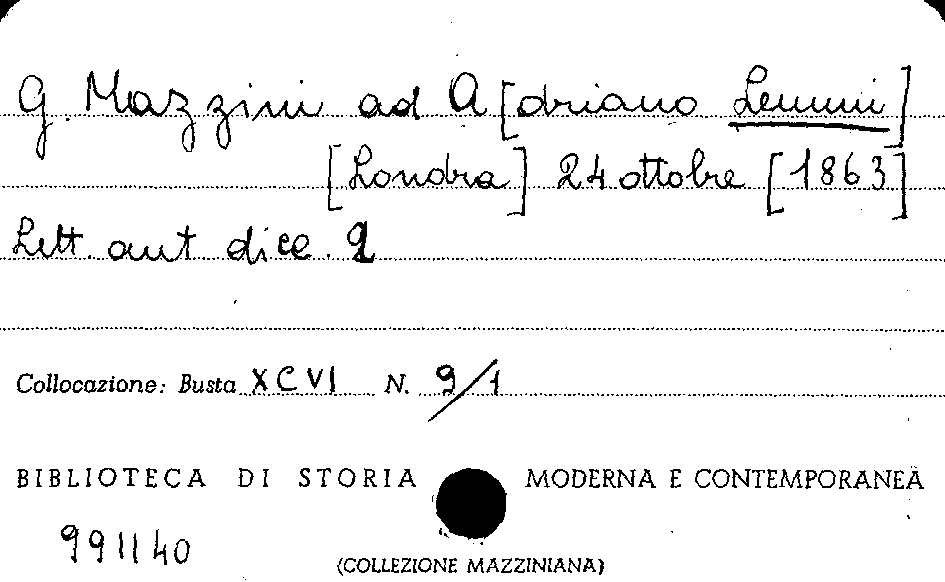 G. Mazzini ad A[driano Lemmi]
[Londra] 24 ottobre [1863]
Lett. aut dice. 2
Collocazione: Busta XCVI N. 9/1
BIBLIOTECA DI STORIA MODERNA E CONTEMPORANEA
991140
(COLLEZIONE MAZZINIANA)